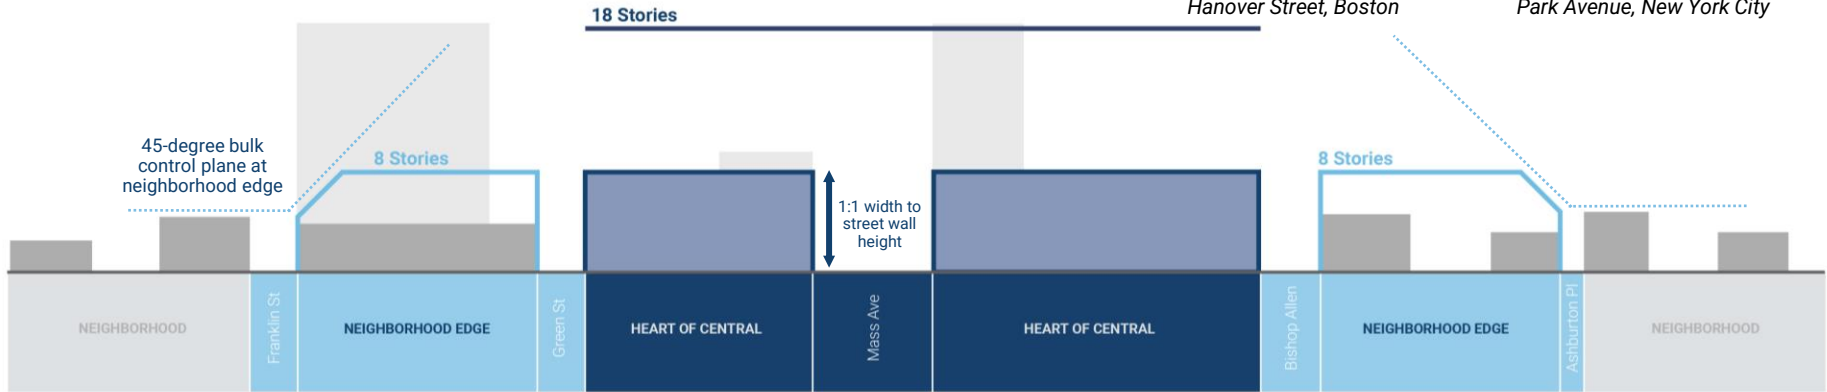 Hanover Street, Boston
Park Avenue, New York City
18 Stories
45-degree bulk
control plane at
neighborhood edge
8 Stories
8 Stories
1:1 width to
street wall
height
NEIGHBORHOOD
Franklin St
NEIGHBORHOOD EDGE
Green St
HEART OF CENTRAL
Mass Ave
HEART OF CENTRAL
Bishop Allen
NEIGHBORHOOD EDGE
Ashburton Pl
NEIGHBORHOOD